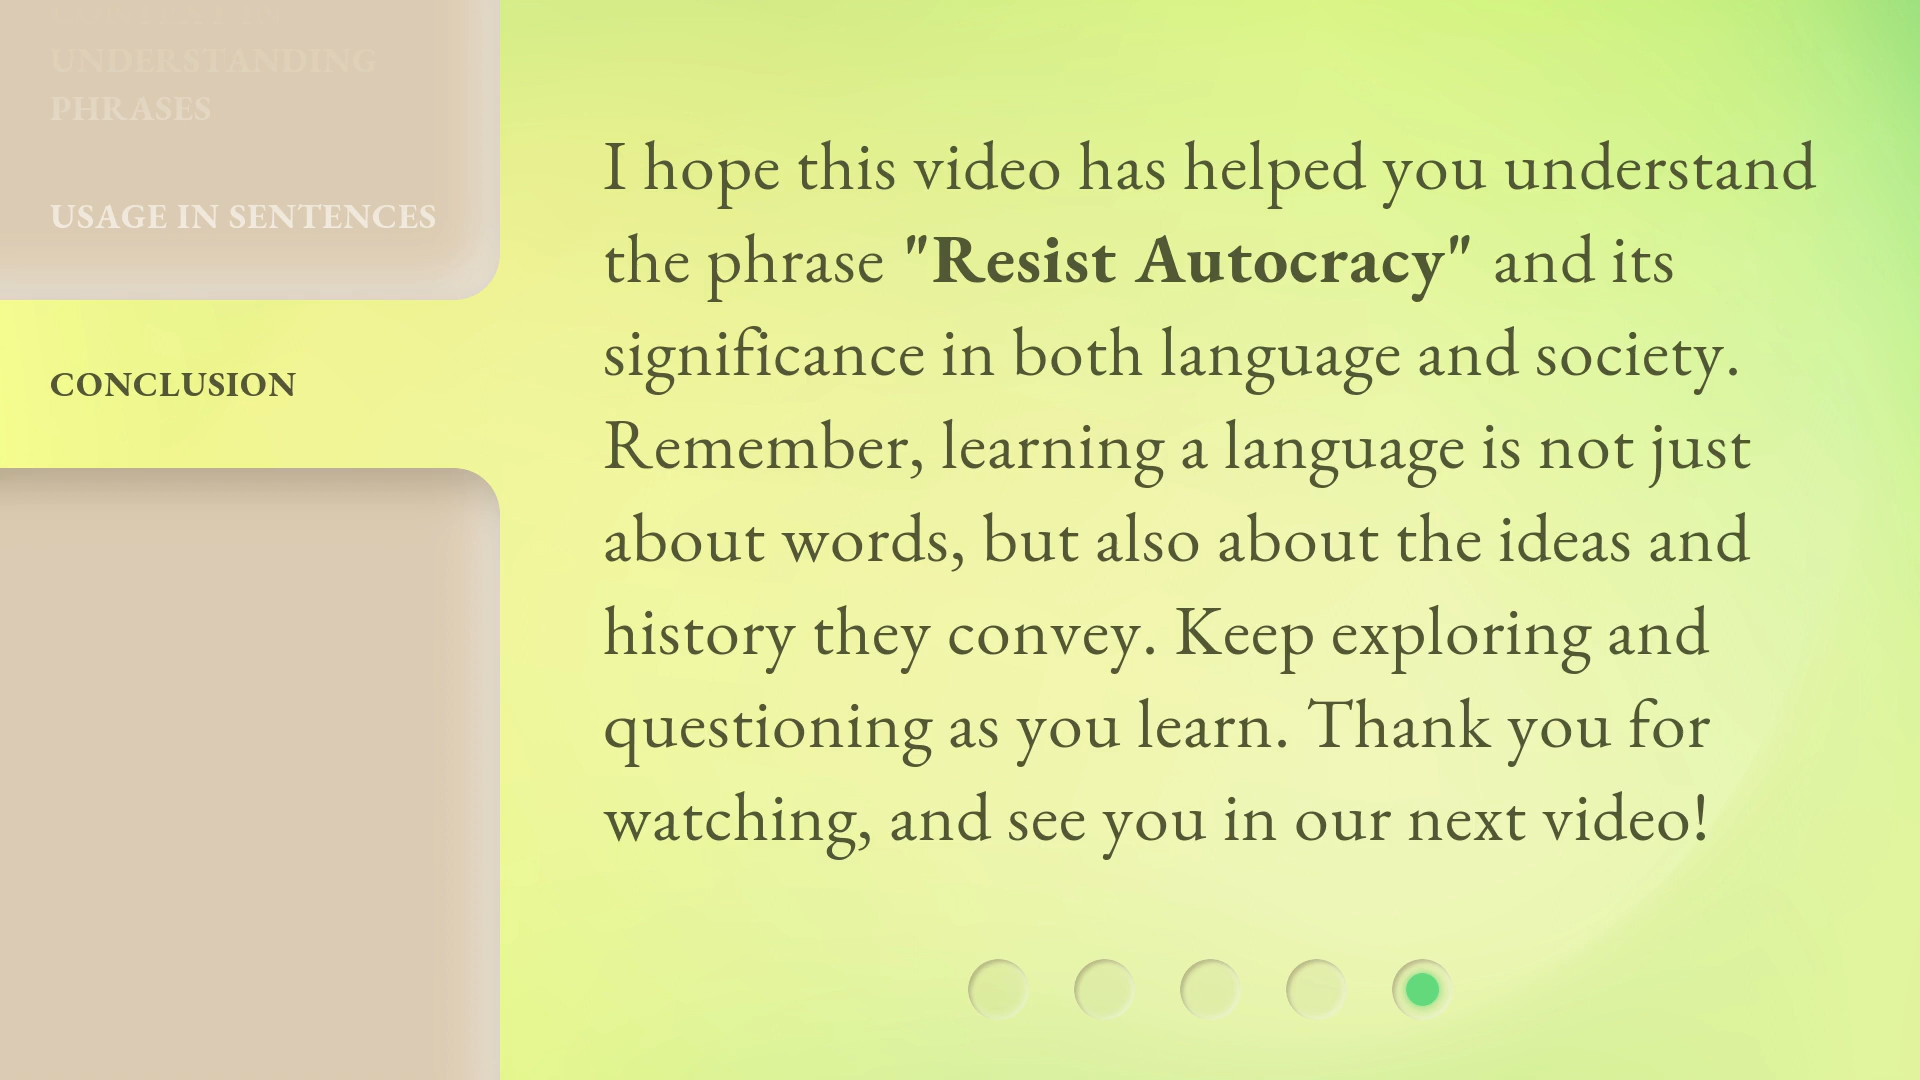 UNDERSTANDING
PHRASES
USAGE IN SENTENCES
CONCLUSION
I hope this video has helped you understand
the phrase "Resist Autocracy" and its
significance in both language and society.
Remember, learning a language is not just
about words, but also about the ideas and
history they convey. Keep exploring and
questioning as you learn. Thank you for
watching, and see you in our next video!